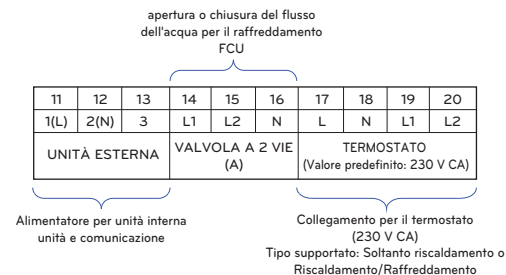 apertura o chiusura del flusso
dell'acqua per il raffreddamento
FCU
11 12 13 14 15 16 17 18 19 20
1(L) 2(N) 3 L1 L2 N L N L1 L2
UNITÀ ESTERNA VALVOLA A 2 VIE TERMOSTATO
(A) (Valore predefinito: 230 V CA)
Alimentatore per unità interna Collegamento per il termostato
unità e comunicazione (230 V CA)
Tipo supportato: Soltanto riscaldamento o
Riscaldamento/Raffreddamento